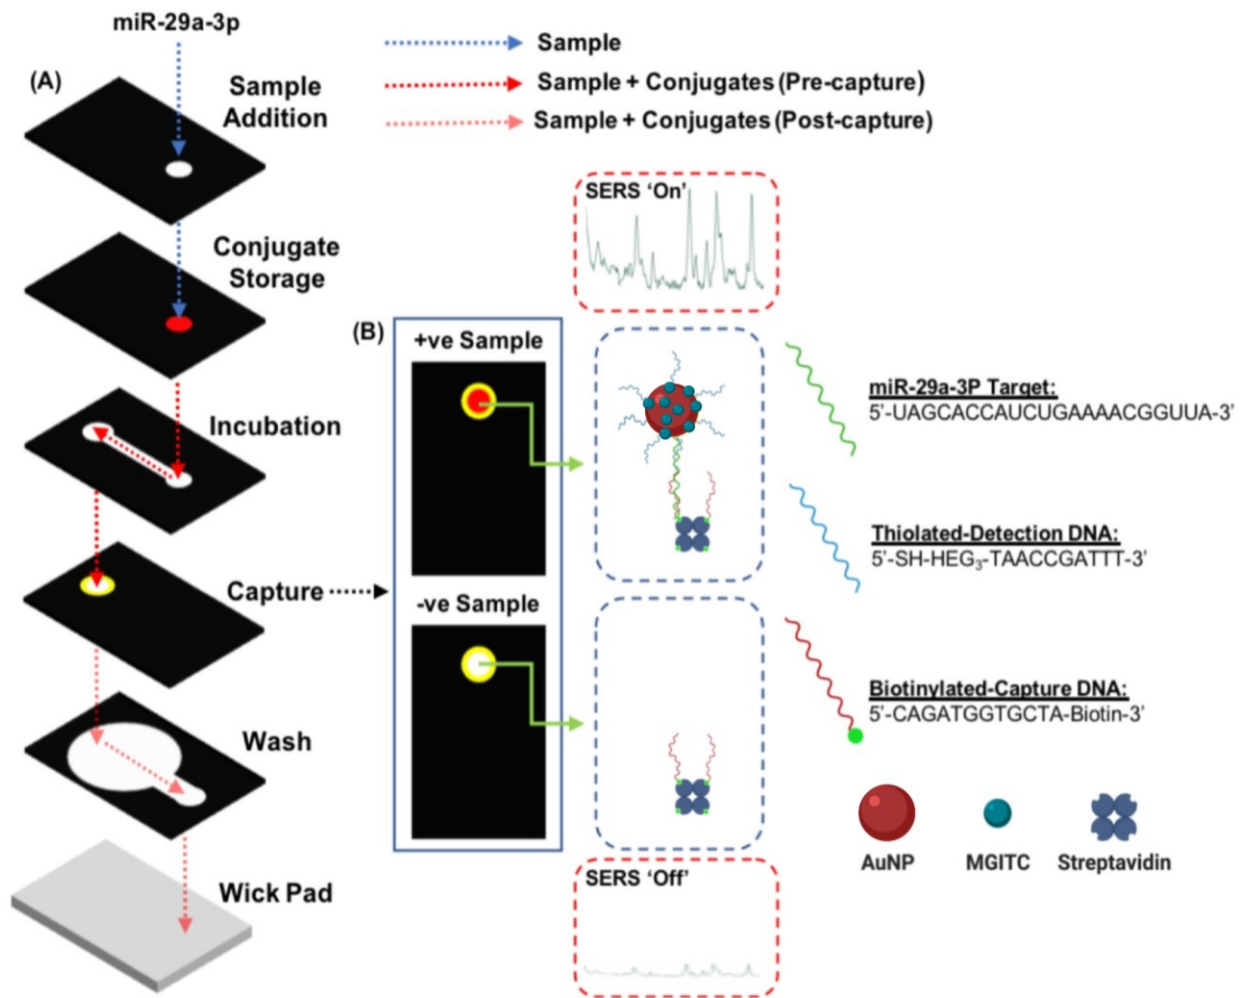 miR-29a-3p
Sample
Sample + Conjugates (Pre-capture)
Sample + Conjugates (Post-capture)
(A)
Sample
Addition
Conjugate
Storage
Incubation
Capture
Wash
Wick Pad
SERS ‘On’
(B)
+ve Sample
-ve Sample
SERS ‘Off’
miR-29a-3P Target:
5’-UAGCACCAUCUGAAAACGGUUA-3’
Thiolated-Detection DNA:
5’-SH-HEG₃-TAACCGATTT-3’
Biotinylated-Capture DNA:
5’-CAGATGGTGCTA-Biotin-3’
AuNP
MGITC
Streptavidin